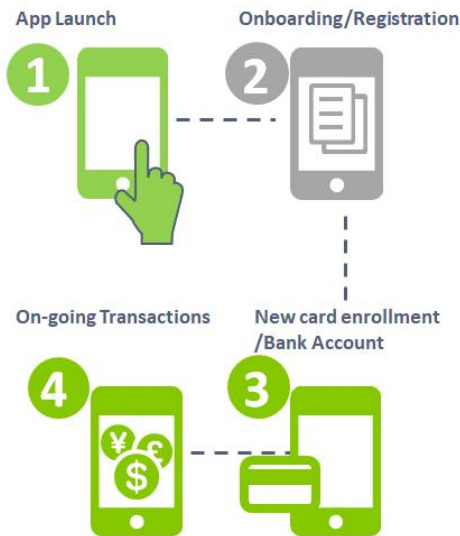 App Launch
1
Onboarding/Registration
2
New card enrollment
/Bank Account
3
On-going Transactions
4
¥
£
$